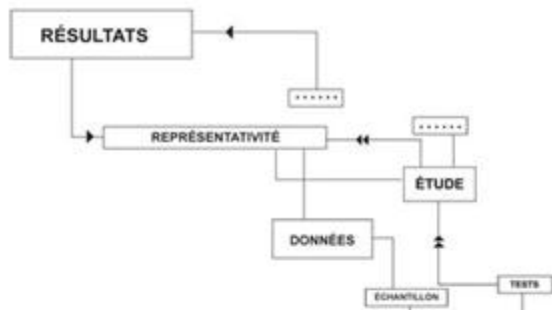 RÉSULTATS
......
......
REPRÉSENTATIVITÉ
ÉTUDE
DONNÉES
TESTS
ÉCHANTILLON